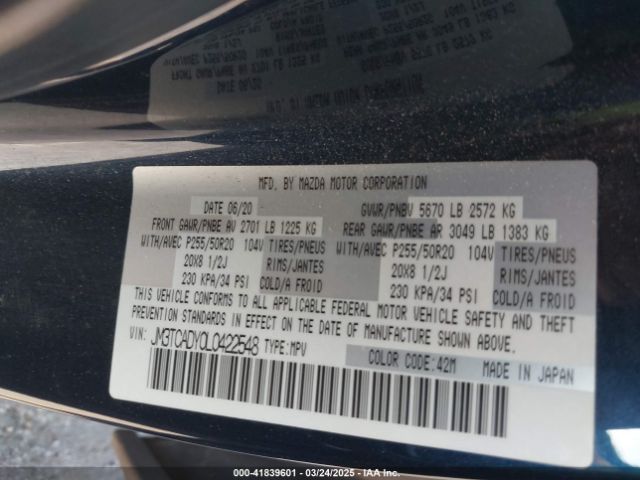 MFD. BY MAZDA MOTOR CORPORATION
DATE 06/20 GVWR/PNBV 5670 LB 2572 KG
FRONT GAWR/PNBE AV 2701 LB 1225 KG REAR GAWR/PNBE AR 3049 LB 1383 KG
WITH/AVEC P255/50R20 104V TIRES/PNEUS WITH/AVEC P255/50R20 104V TIRES/PNEUS
20X8 1/2J RIMS/JANTES 20X8 1/2J RIMS/JANTES
230 KPA/34 PSI COLD/A FROID 230 KPA/34 PSI COLD/A FROID
THIS VEHICLE CONFORMS TO ALL APPLICABLE FEDERAL MOTOR VEHICLE SAFETY AND THEFT
PREVENTION STANDARDS IN EFFECT ON THE DATE OF MANUFACTURE SHOWN ABOVE.
VIN: JM3TCADY0L0422548 TYPE:MPV
COLOR CODE:42M MADE IN JAPAN
000-41839601 - 03/24/2025 - IAA Inc.